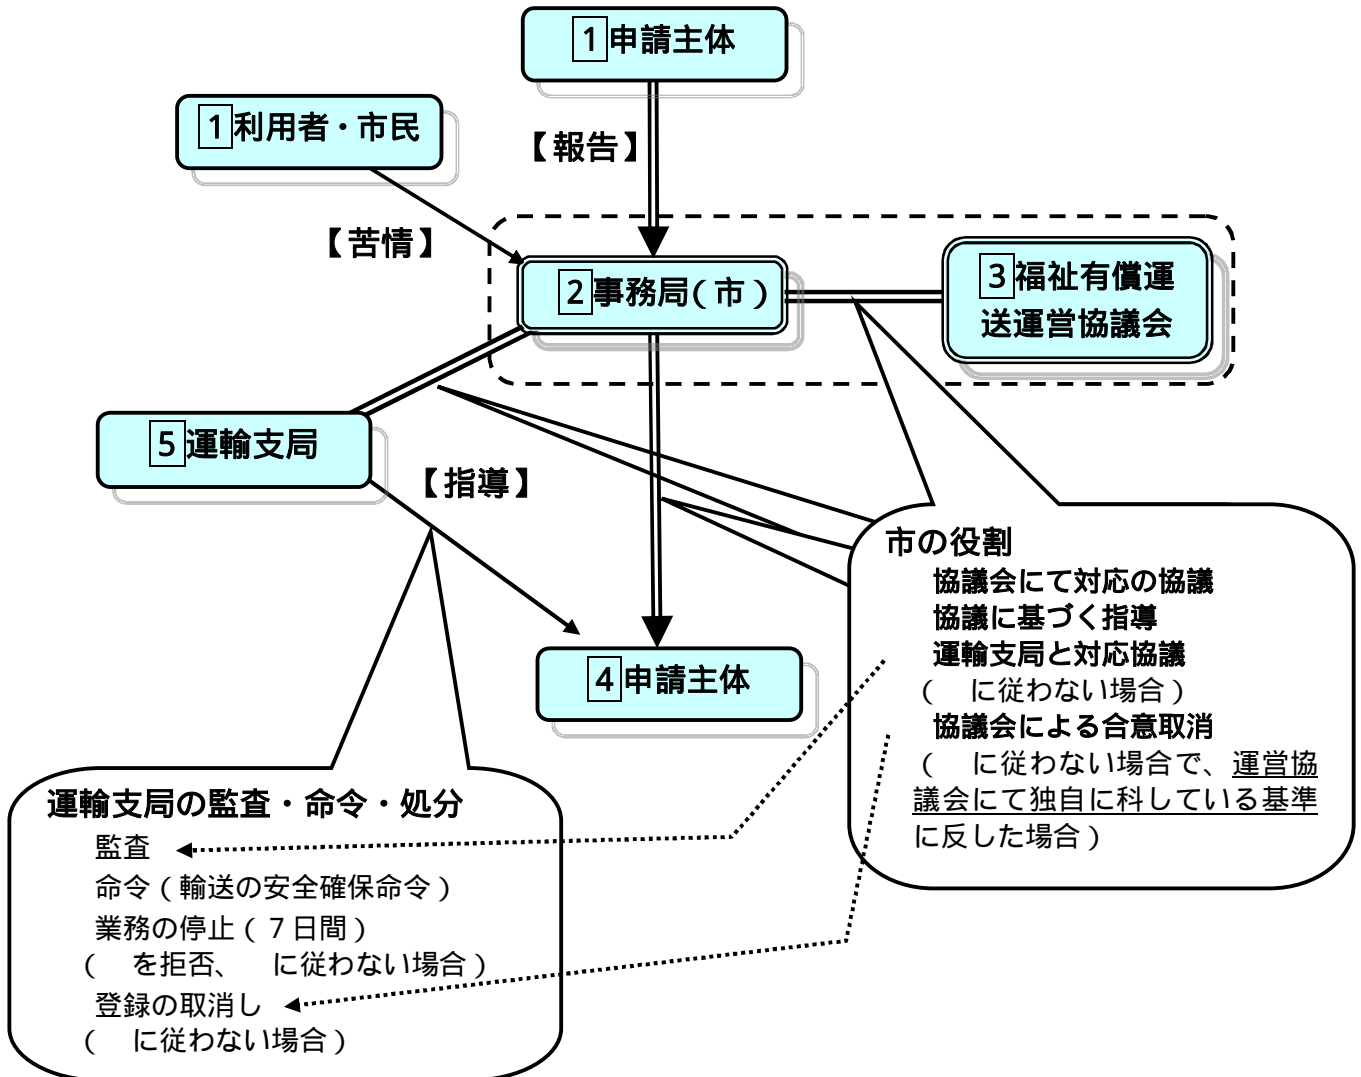 1申請主体
1利用者・市民
【報告】
【苦情】
2事務局(市)
3福祉有償運
送運営協議会
5運輸支局
【指導】
4申請主体
市の役割
協議会にて対応の協議
協議に基づく指導
運輸支局と対応協議
(　に従わない場合)
協議会による合意取消
(　に従わない場合で、運営協
議会にて独自に科している基準
に反した場合)
運輸支局の監査・命令・処分
監査
命令(輸送の安全確保命令)
業務の停止(7日間)
(　を拒否、　に従わない場合)
登録の取消し
(　に従わない場合)